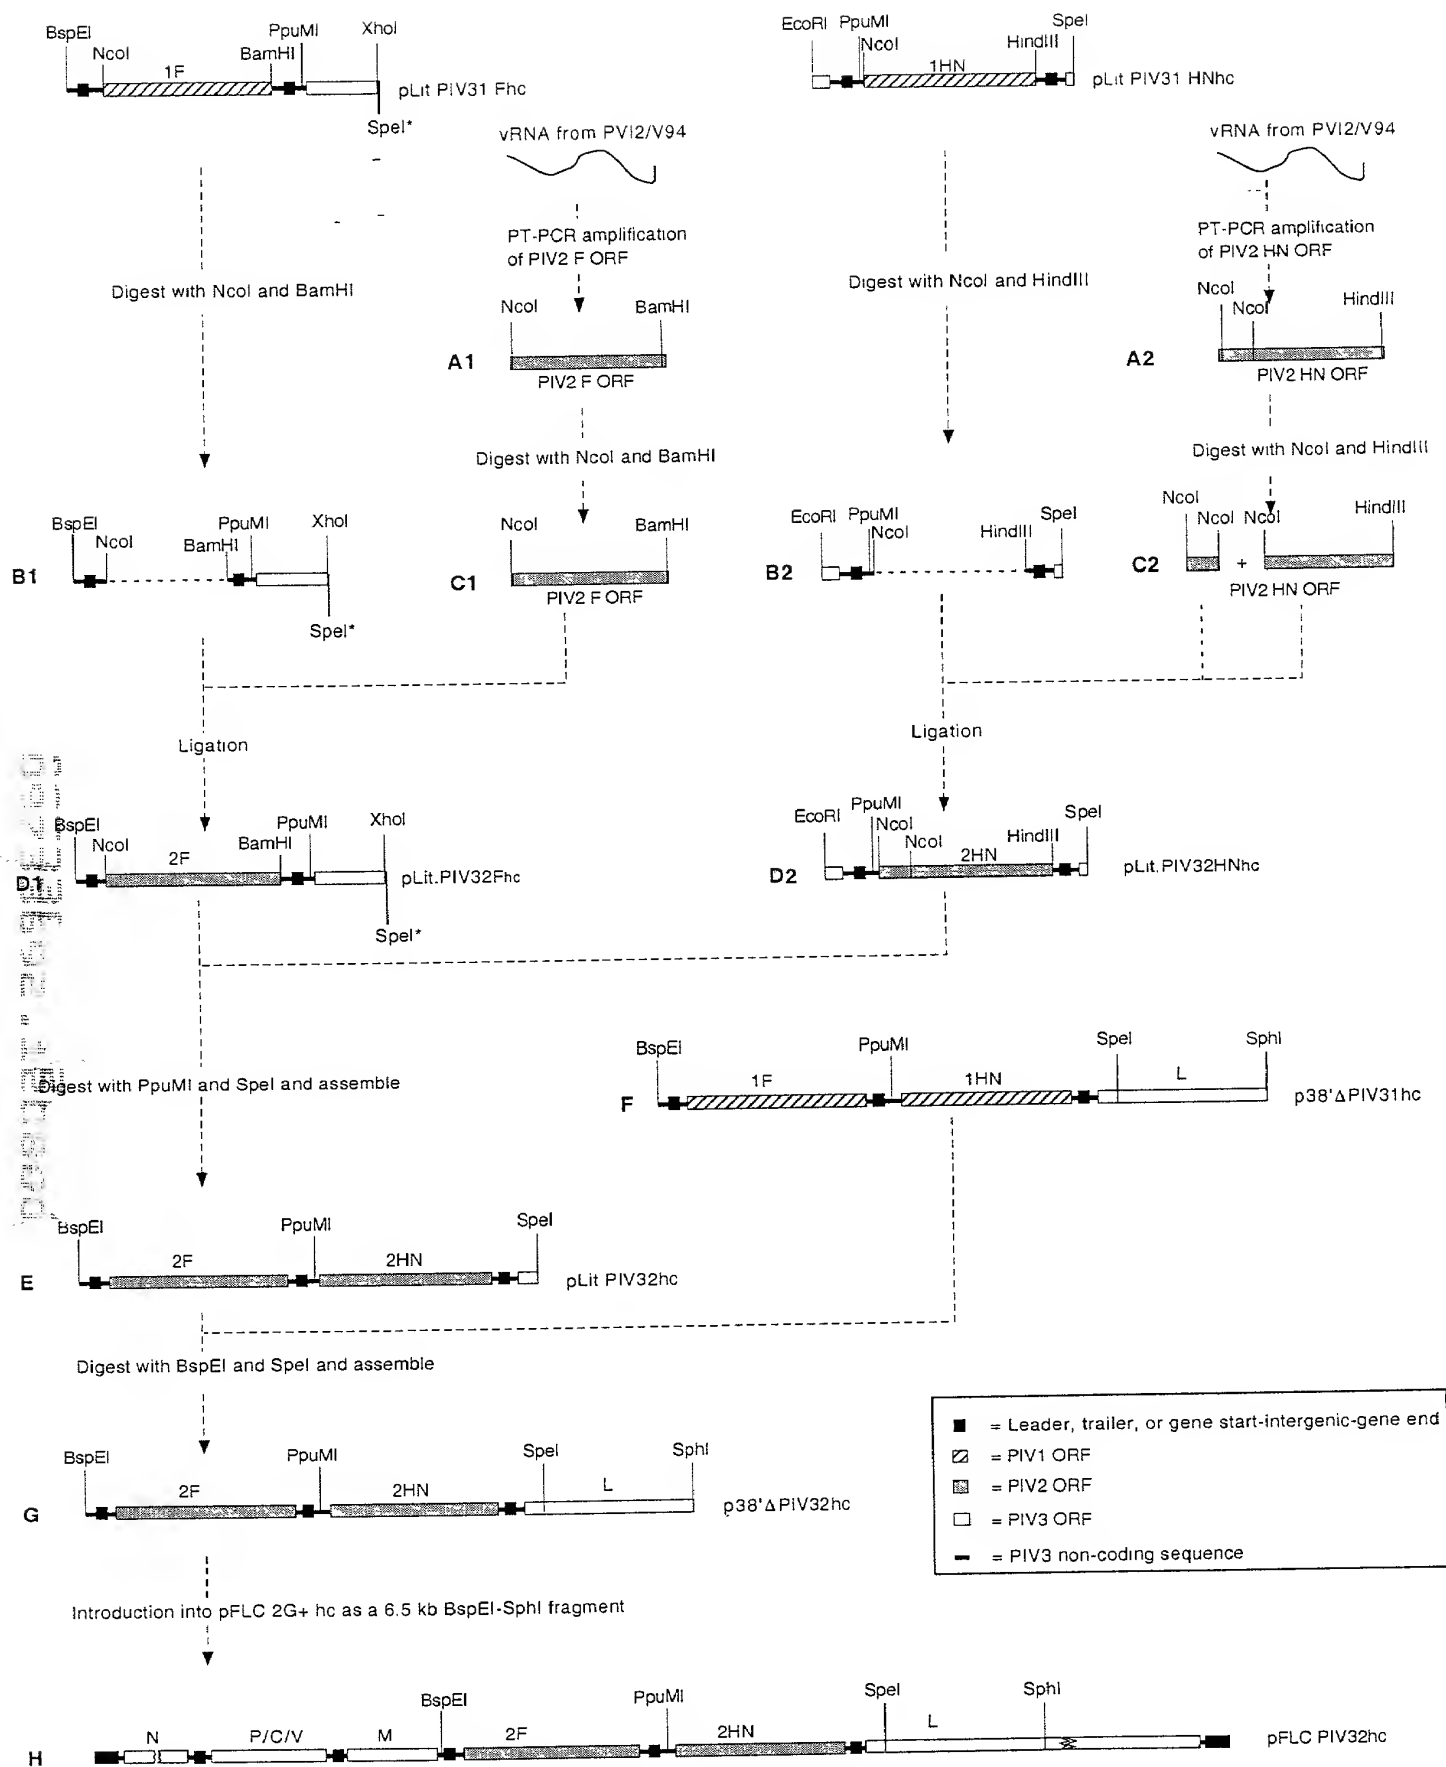 BspEI
NcoI
1F
BamHI
PpuMI
XhoI
SpeI*
pLit PIV31 Fhc
EcoRI
PpuMI
NcoI
1HN
HindIII
SpeI
pLit PIV31 HNhc
vRNA from PVI2/V94
vRNA from PVI2/V94
PT-PCR amplification
of PIV2 F ORF
PT-PCR amplification
of PIV2 HN ORF
Digest with NcoI and BamHI
Digest with NcoI and HindIII
NcoI
BamHI
A1
PIV2 F ORF
NcoI
NcoI
HindIII
A2
PIV2 HN ORF
Digest with NcoI and BamHI
Digest with NcoI and HindIII
BspEI
NcoI
BamHI
PpuMI
XhoI
B1
SpeI*
NcoI
BamHI
C1
PIV2 F ORF
EcoRI
PpuMI
NcoI
HindIII
SpeI
B2
NcoI
NcoI
NcoI
HindIII
C2
+
PIV2 HN ORF
Ligation
Ligation
BspEI
NcoI
2F
BamHI
PpuMI
XhoI
D1
pLit.PIV32Fhc
SpeI*
EcoRI
PpuMI
NcoI
NcoI
2HN
HindIII
SpeI
D2
pLit.PIV32HNhc
Digest with PpuMI and SpeI and assemble
BspEI
1F
PpuMI
1HN
SpeI
L
SphI
F
p38'ΔPIV31hc
BspEI
2F
PpuMI
2HN
SpeI
E
pLit PIV32hc
Digest with BspEI and SpeI and assemble
BspEI
2F
PpuMI
2HN
SpeI
L
SphI
G
p38'ΔPIV32hc
= Leader, trailer, or gene start-intergenic-gene end
= PIV1 ORF
= PIV2 ORF
= PIV3 ORF
= PIV3 non-coding sequence
Introduction into pFLC 2G+ hc as a 6.5 kb BspEI-SphI fragment
H
N
P/C/V
M
BspEI
2F
PpuMI
2HN
SpeI
L
SphI
pFLC PIV32hc